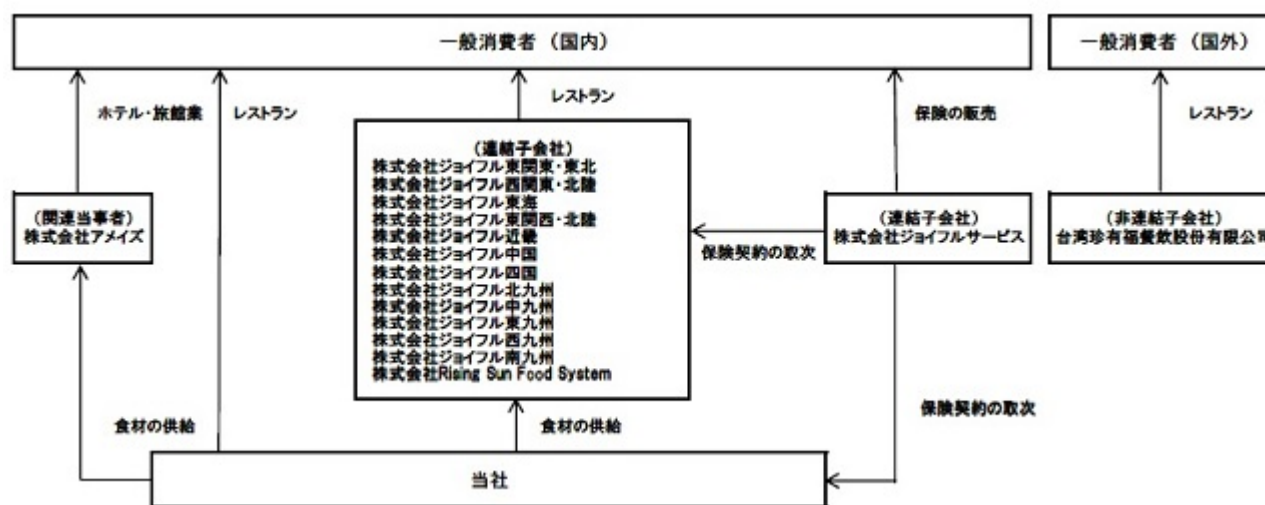 一般消費者（国内）
一般消費者（国外）
ホテル・旅館業
レストラン
レストラン
保険の販売
レストラン
（連結子会社）
株式会社ジョイフル東関東・東北
株式会社ジョイフル西関東・北陸
株式会社ジョイフル東海
株式会社ジョイフル東関西・北陸
株式会社ジョイフル近畿
株式会社ジョイフル中国
株式会社ジョイフル四国
株式会社ジョイフル北九州
株式会社ジョイフル中九州
株式会社ジョイフル東九州
株式会社ジョイフル西九州
株式会社ジョイフル南九州
株式会社Rising Sun Food System
（関連当事者）
株式会社アメイズ
保険契約の取次
（連結子会社）
株式会社ジョイフルサービス
（非連結子会社）
台湾珍有福餐飲股份有限公司
食材の供給
食材の供給
保険契約の取次
当社